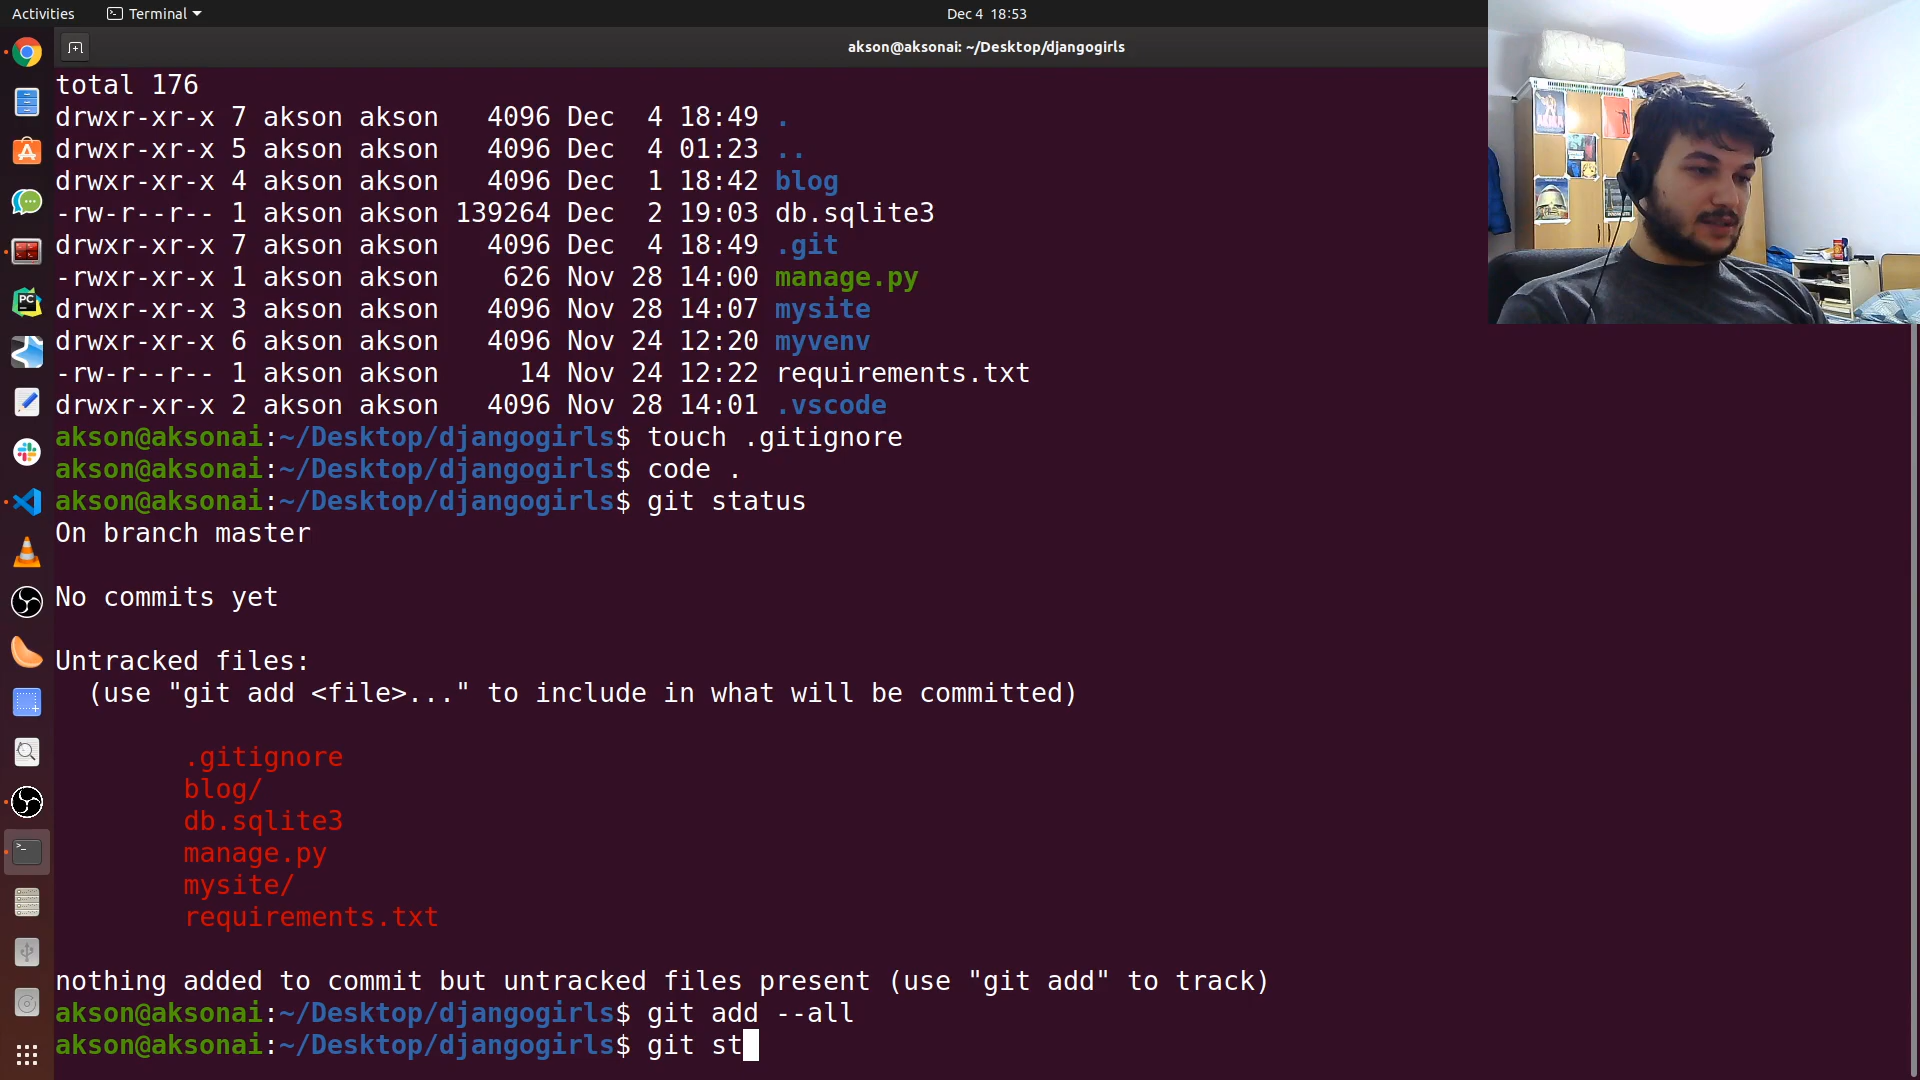 Activities
Terminal
Dec 4 18:53
akson@aksonai: ~/Desktop/djangogirls
total 176
drwxr-xr-x 7 akson akson   4096 Dec  4 18:49 .
drwxr-xr-x 5 akson akson   4096 Dec  4 01:23 ..
drwxr-xr-x 4 akson akson   4096 Dec  1 18:42 blog
-rw-r--r-- 1 akson akson 139264 Dec  2 19:03 db.sqlite3
drwxr-xr-x 7 akson akson   4096 Dec  4 18:49 .git
-rwxr-xr-x 1 akson akson    626 Nov 28 14:00 manage.py
drwxr-xr-x 3 akson akson   4096 Nov 28 14:07 mysite
drwxr-xr-x 6 akson akson   4096 Nov 24 12:20 myvenv
-rw-r--r-- 1 akson akson     14 Nov 24 12:22 requirements.txt
drwxr-xr-x 2 akson akson   4096 Nov 28 14:01 .vscode
akson@aksonai:~/Desktop/djangogirls$ touch .gitignore
akson@aksonai:~/Desktop/djangogirls$ code .
akson@aksonai:~/Desktop/djangogirls$ git status
On branch master
No commits yet
Untracked files:
  (use "git add <file>..." to include in what will be committed)
        .gitignore
        blog/
        db.sqlite3
        manage.py
        mysite/
        requirements.txt
nothing added to commit but untracked files present (use "git add" to track)
akson@aksonai:~/Desktop/djangogirls$ git add --all
akson@aksonai:~/Desktop/djangogirls$ git st
PC